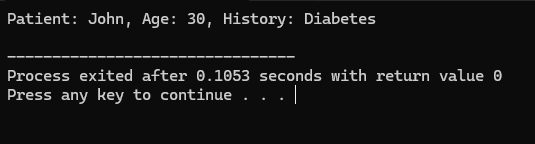 Patient: John, Age: 30, History: Diabetes
--------------------------------
Process exited after 0.1053 seconds with return value 0
Press any key to continue . . .